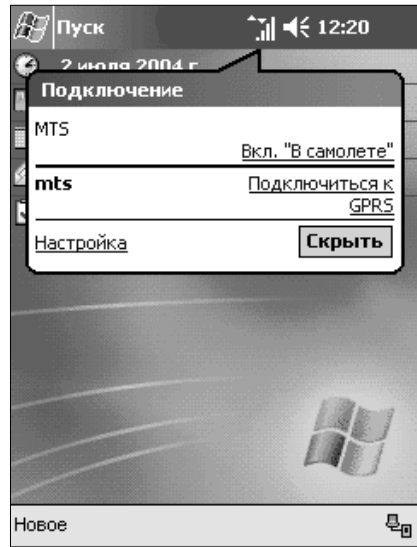 Пуск 12:20
2 июля 2004 г.
Подключение
MTS
Вкл. "В самолете"
mts Подключиться к
GPRS
Настройка Скрыть
Новое